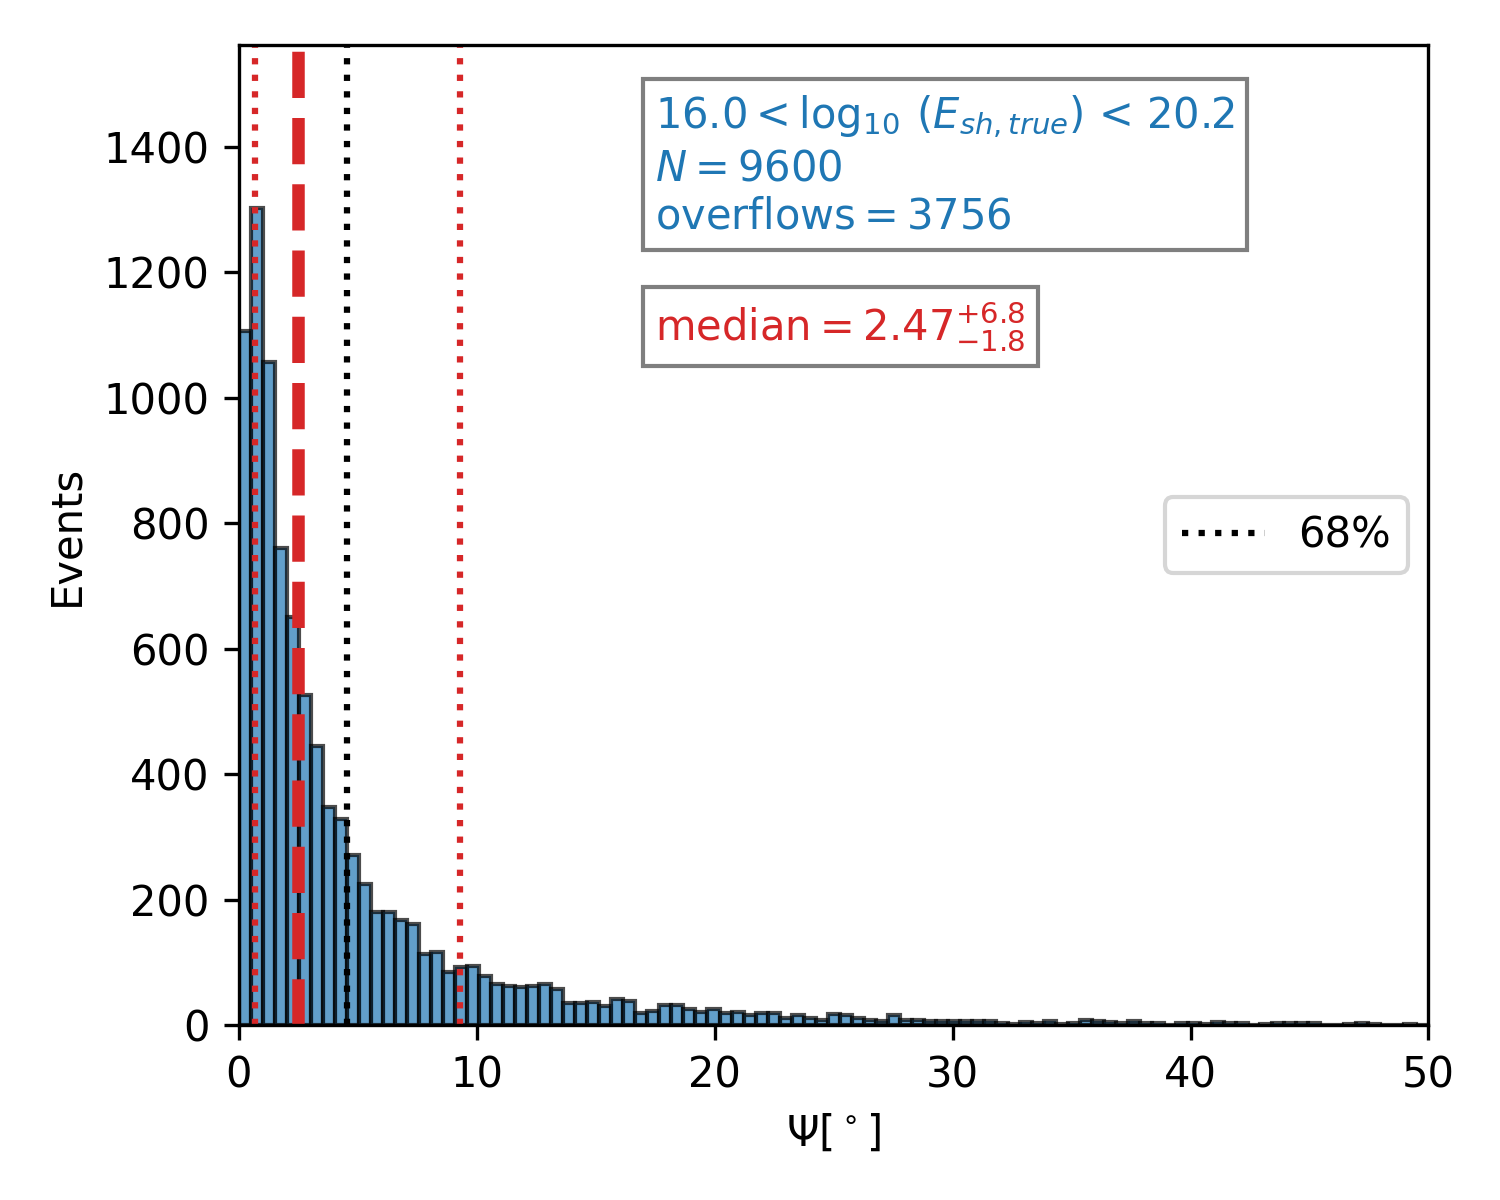 16.0 < log₁₀ (E_sh,true) < 20.2
N = 9600
overflows = 3756
median = 2.47 +6.8 −1.8
68%
Events
1400
1200
1000
800
600
400
200
0
0 10 20 30 40 50
Ψ[°]